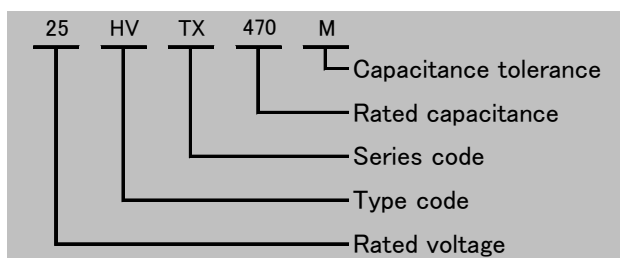 25 HV TX 470 M
Capacitance tolerance
Rated capacitance
Series code
Type code
Rated voltage